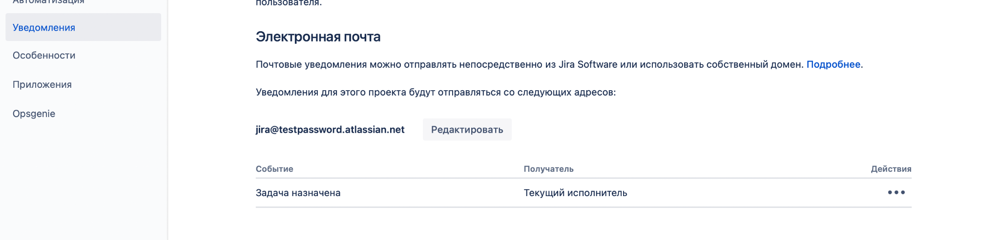 Автоматизация
Уведомления
Особенности
Приложения
Opsgenie
пользователя.
Электронная почта
Почтовые уведомления можно отправлять непосредственно из Jira Software или использовать собственный домен. Подробнее.
Уведомления для этого проекта будут отправляться со следующих адресов:
jira@testpassword.atlassian.net Редактировать
Событие Получатель Действия
Задача назначена Текущий исполнитель •••